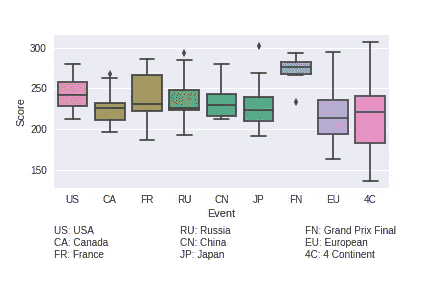 300
250
200
150
Score
US CA FR RU CN JP FN EU 4C
Event
US: USA RU: Russia FN: Grand Prix Final
CA: Canada CN: China EU: European
FR: France JP: Japan 4C: 4 Continent